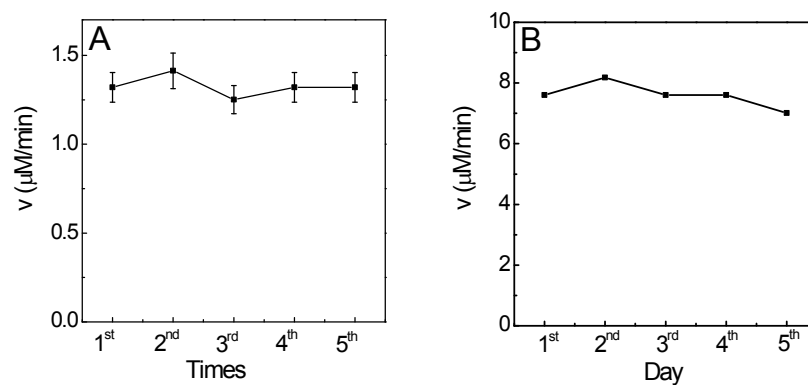 A
1.5
1.0
0.5
0.0
v (μM/min)
1st 2nd 3rd 4th 5th
Times
B
10
8
6
4
2
0
v (μM/min)
1st 2nd 3rd 4th 5th
Day